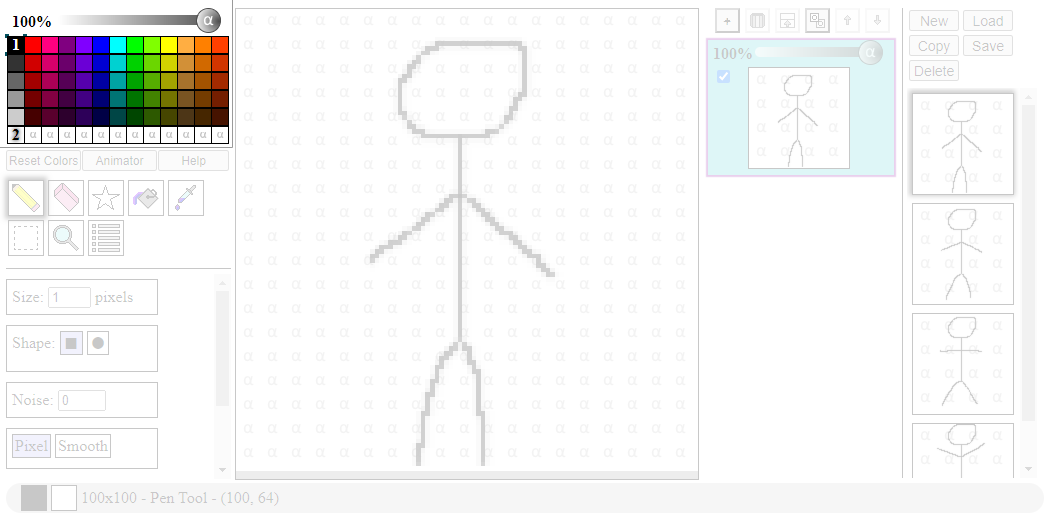 100% α
1
2 α α α α α α α α α α α α
Reset Colors Animator Help
Size: 1 pixels
Shape:
Noise: 0
Pixel Smooth
100% α
New Load
Copy Save
Delete
100x100 - Pen Tool - (100, 64)